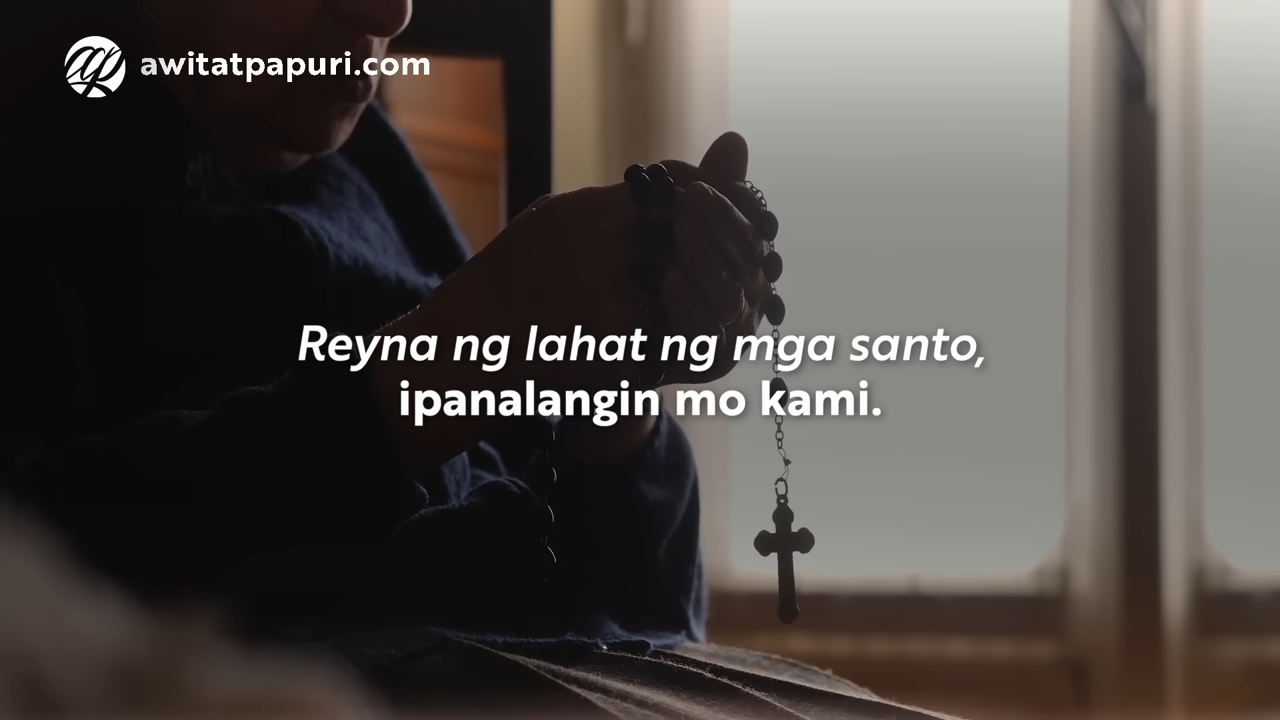 awitatpapuri.com
Reyna ng lahat ng mga santo,
ipanalangin mo kami.